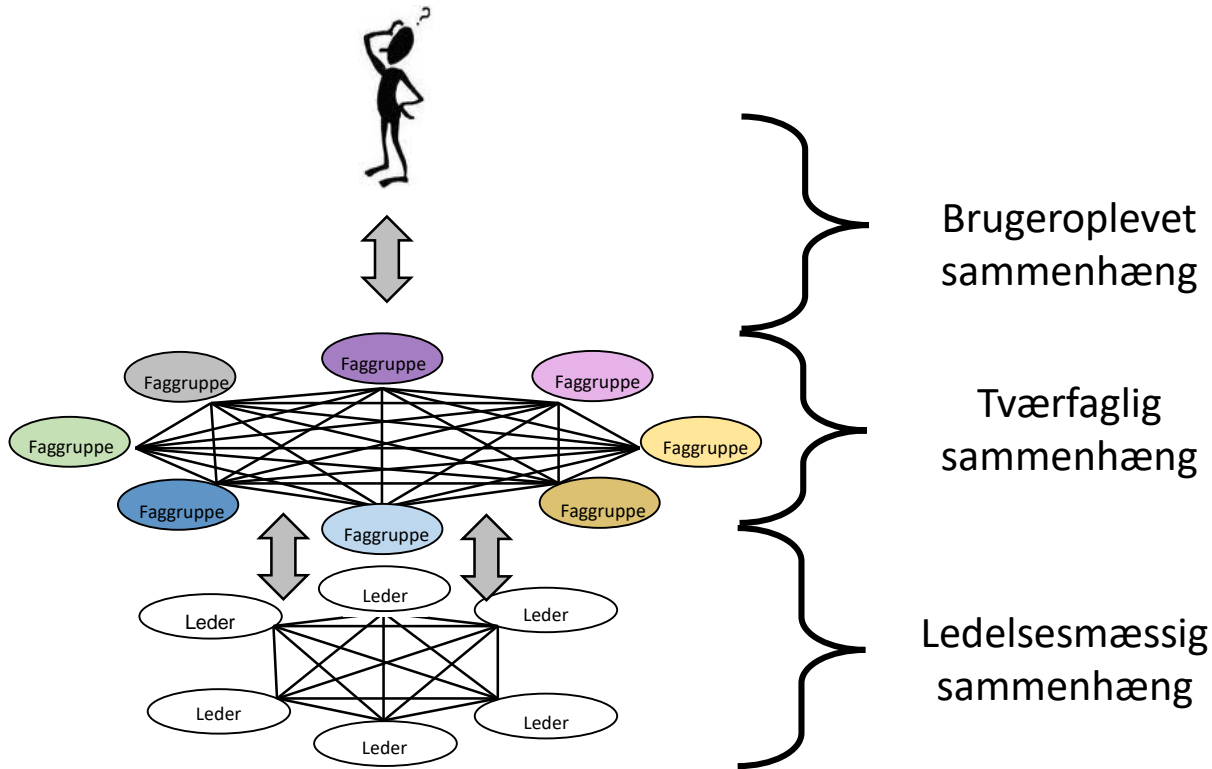 ?
Brugeroplevet
sammenhæng
Faggruppe
Faggruppe
Faggruppe
Faggruppe
Faggruppe
Faggruppe
Faggruppe
Faggruppe
Tværfaglig
sammenhæng
Leder
Leder
Leder
Leder
Leder
Leder
Ledelsesmæssig
sammenhæng